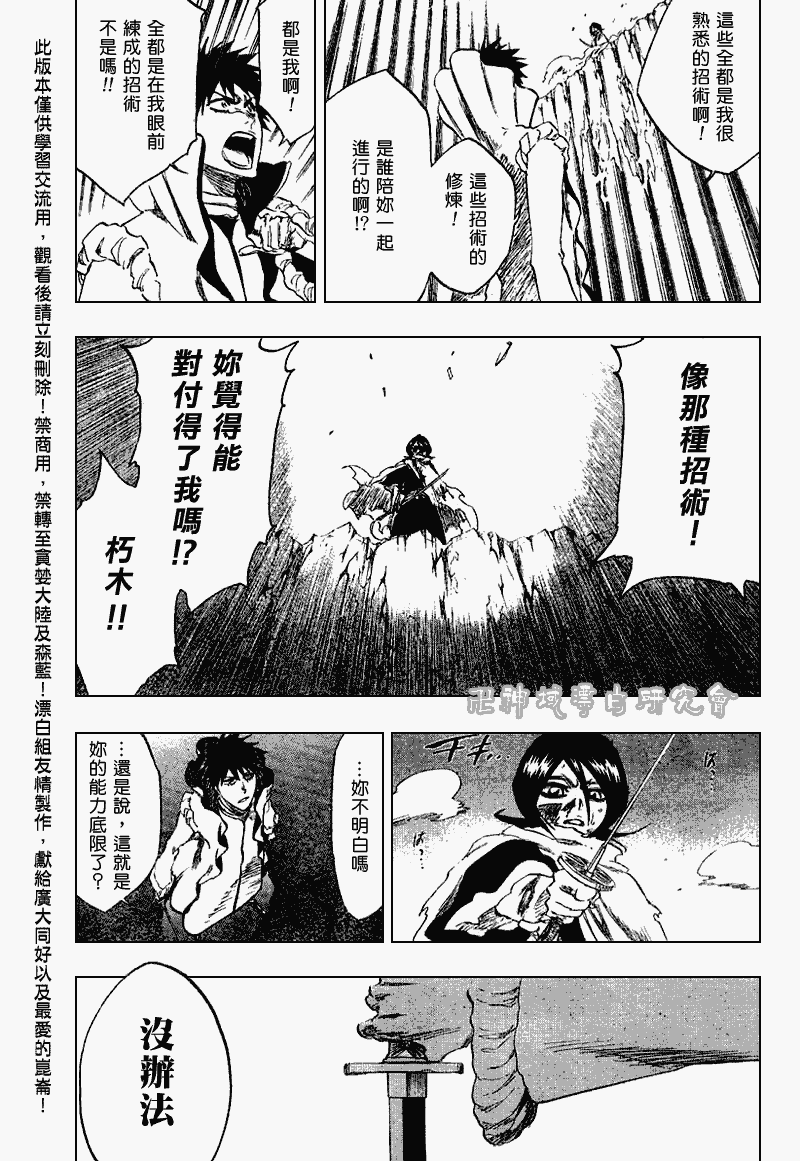 這些全都是我很
熟悉的招術啊！
這些招術的
修煉！
是誰陪妳一起
進行的啊!?
都是我啊！
全都是在我眼前
練成的招術
不是嗎!!
像那種招術！
妳覺得能
對付得了我嗎!?
朽木!!
卍神域漂白研究會
…妳不明白嗎
…還是說，這就是
妳的能力底限了？
沒辦法
此版本僅供學習交流用，觀看後請立刻刪除！禁商用，禁轉至貪婪大陸及森藍！漂白組友情製作，獻給廣大同好以及最愛的崑崙！